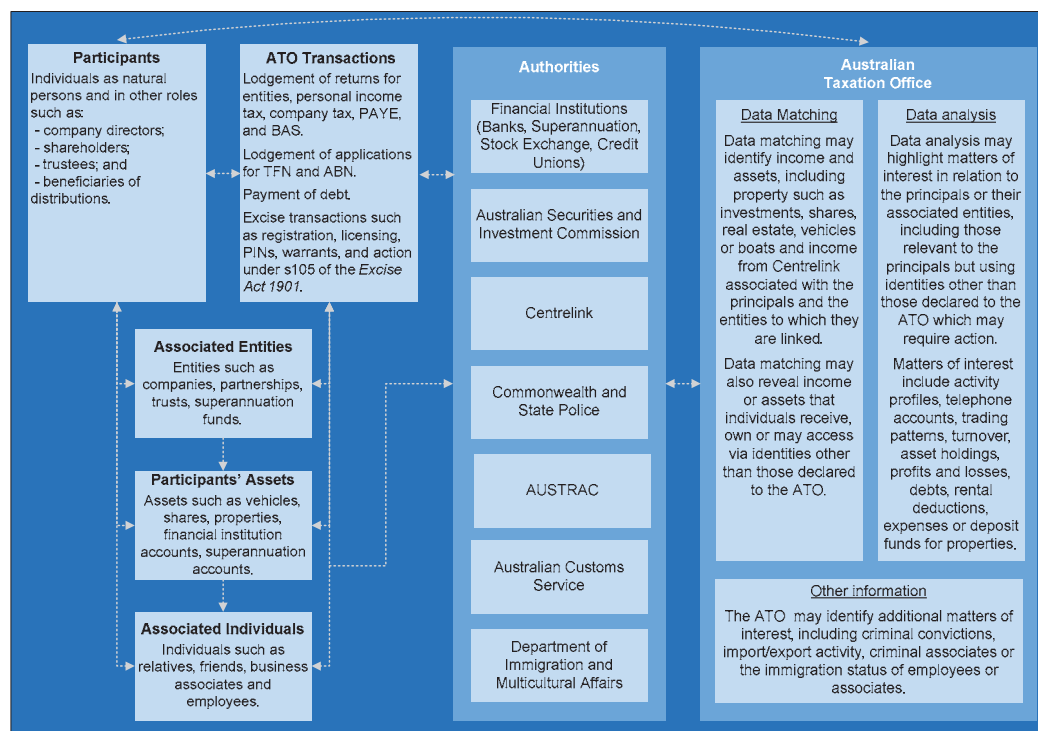 Participants
Individuals as natural
persons and in other roles
such as:
- company directors;
- shareholders;
- trustees; and
- beneficiaries of
distributions.
ATO Transactions
Lodgement of returns for
entities, personal income
tax, company tax, PAYE,
and BAS.
Lodgement of applications
for TFN and ABN.
Payment of debt.
Excise transactions such
as registration, licensing,
PINs, warrants, and action
under s105 of the Excise
Act 1901.
Associated Entities
Entities such as
companies, partnerships,
trusts, superannuation
funds.
Participants' Assets
Assets such as vehicles,
shares, properties,
financial institution
accounts, superannuation
accounts.
Associated Individuals
Individuals such as
relatives, friends, business
associates and
employees.
Authorities
Financial Institutions
(Banks, Superannuation,
Stock Exchange, Credit
Unions)
Australian Securities and
Investment Commission
Centrelink
Commonwealth and
State Police
AUSTRAC
Australian Customs
Service
Department of
Immigration and
Multicultural Affairs
Australian
Taxation Office
Data Matching
Data matching may
identify income and
assets, including
property such as
investments, shares,
real estate, vehicles
or boats and income
from Centrelink
associated with the
principals and the
entities to which they
are linked.
Data matching may
also reveal income
or assets that
individuals receive,
own or may access
via identities other
than those declared
to the ATO.
Data analysis
Data analysis may
highlight matters of
interest in relation to
the principals or their
associated entities,
including those
relevant to the
principals but using
identities other than
those declared to the
ATO which may
require action.
Matters of interest
include activity
profiles, telephone
accounts, trading
patterns, turnover,
asset holdings,
profits and losses,
debts, rental
deductions,
expenses or deposit
funds for properties.
Other information
The ATO may identify additional matters of
interest, including criminal convictions,
import/export activity, criminal associates or
the immigration status of employees or
associates.